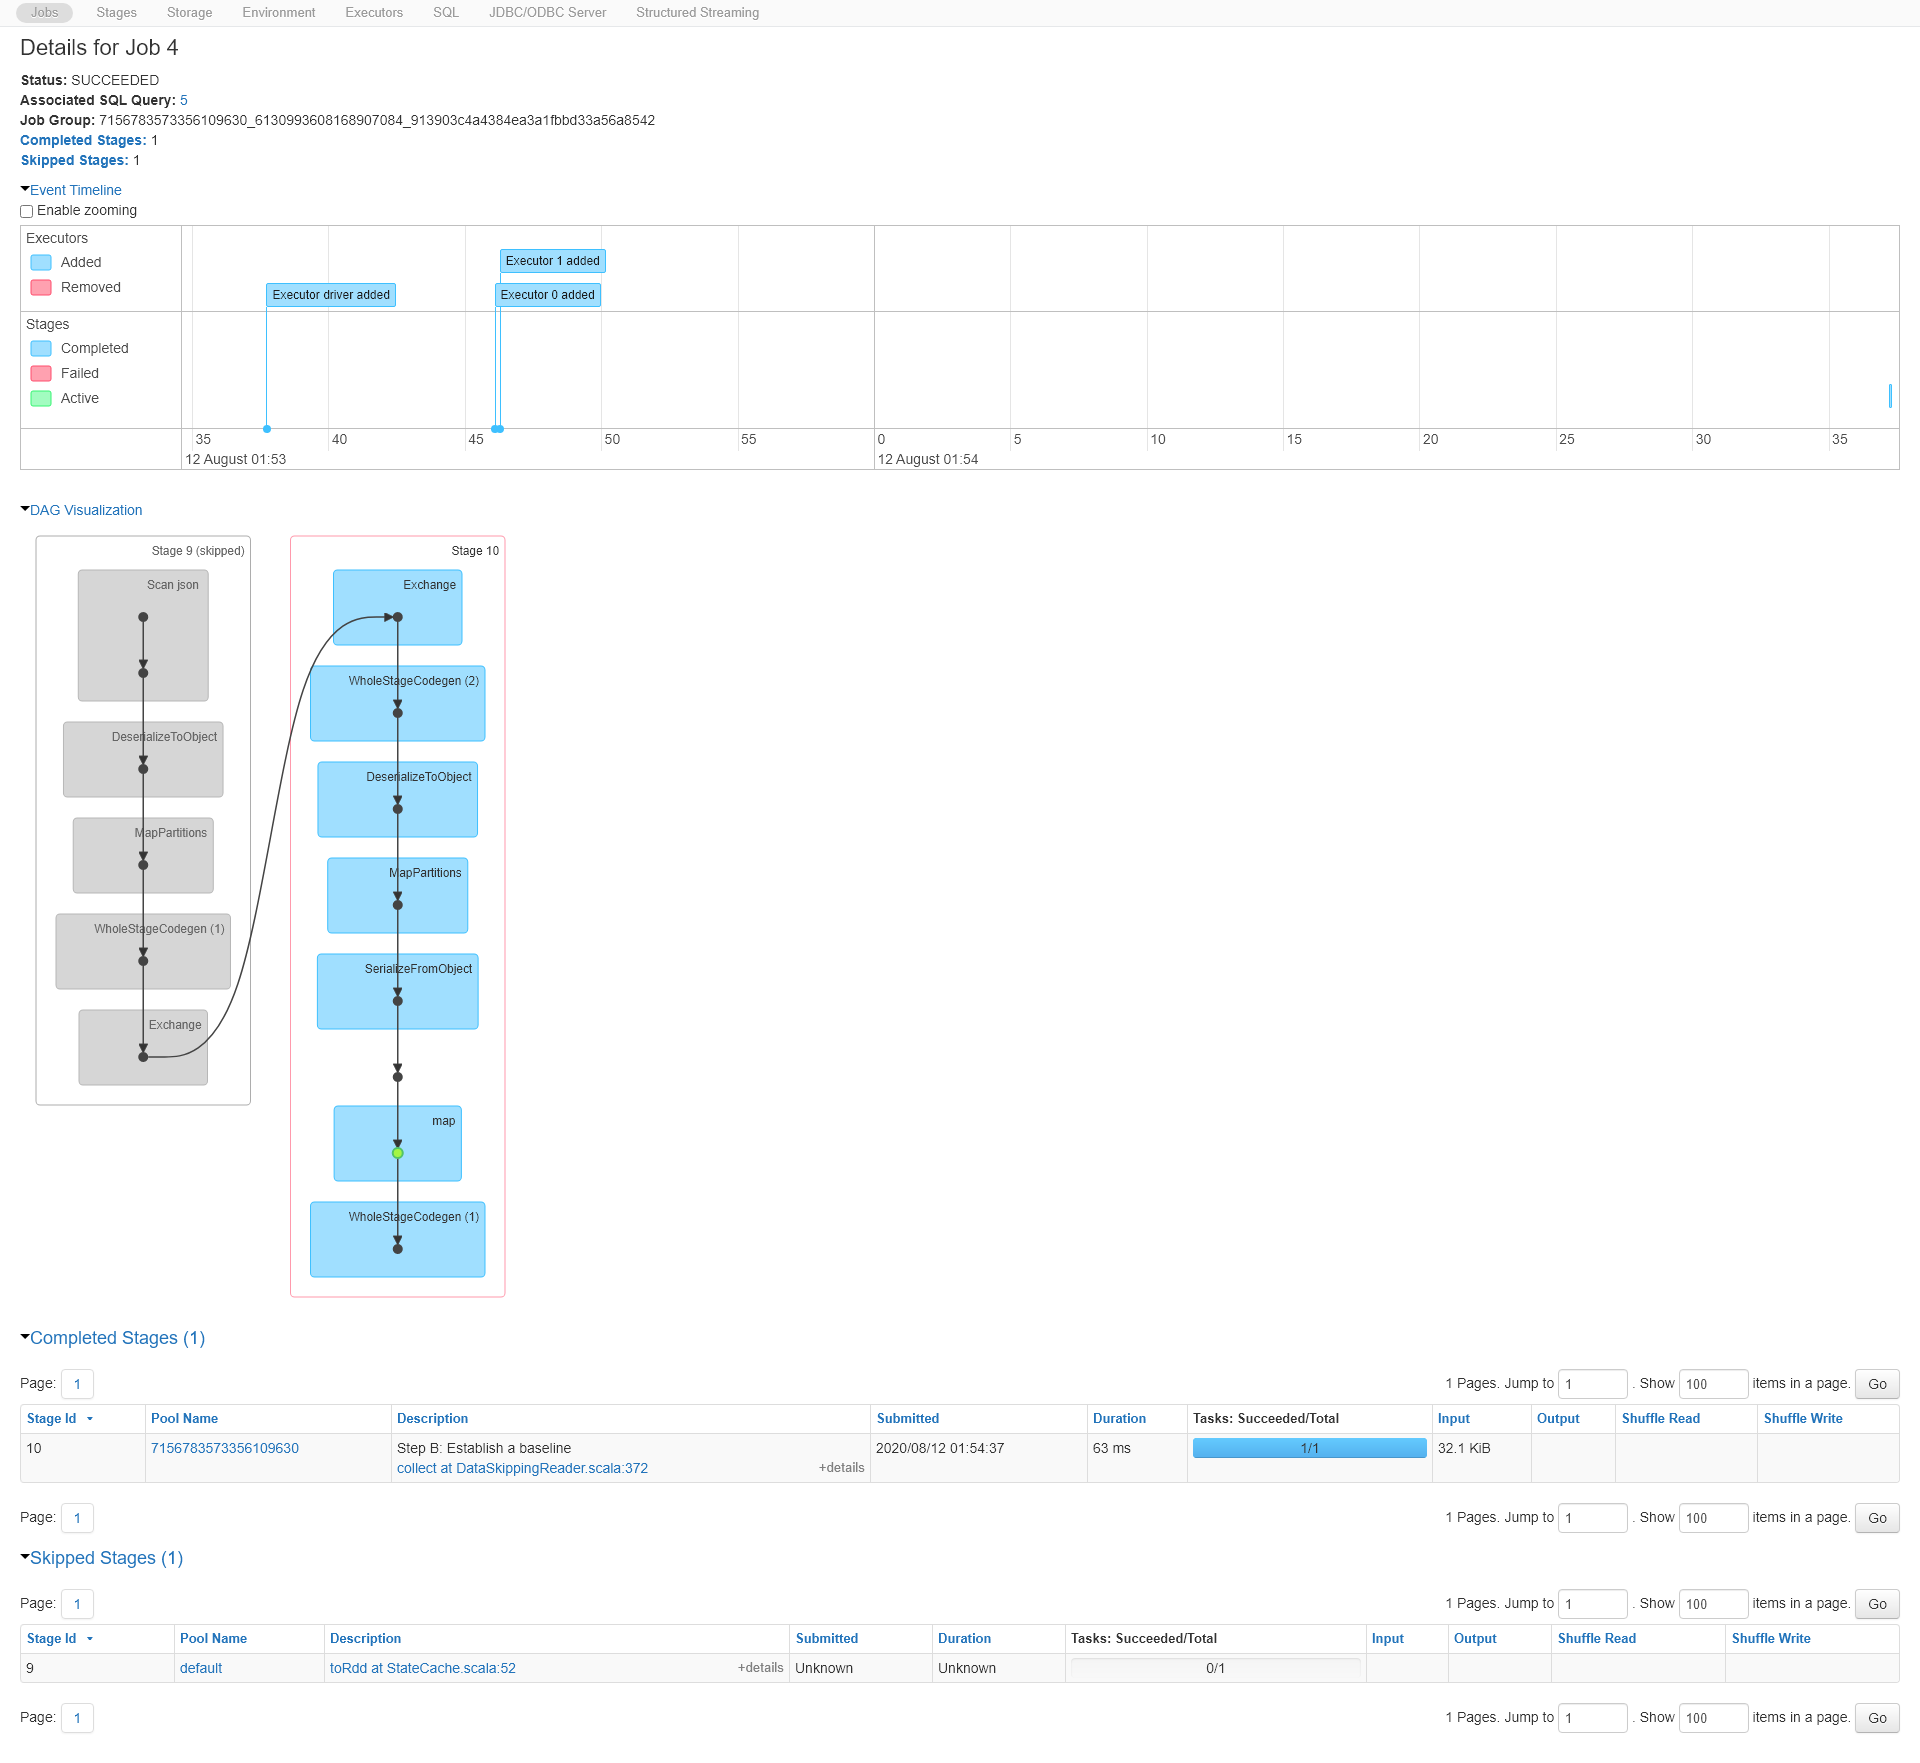 Jobs Stages Storage Environment Executors SQL JDBC/ODBC Server Structured Streaming
Details for Job 4
Status: SUCCEEDED
Associated SQL Query: 5
Job Group: 7156783573356109630_6130993608168907084_913903c4a4384ea3a1fbbd33a56a8542
Completed Stages: 1
Skipped Stages: 1
Event Timeline
Enable zooming
Executors
Added
Removed
Executor 1 added
Executor driver added
Executor 0 added
Stages
Completed
Failed
Active
35 40 45 50 55 0 5 10 15 20 25 30 35
12 August 01:53 12 August 01:54
DAG Visualization
Stage 9 (skipped)
Scan json
DeserializeToObject
MapPartitions
WholeStageCodegen (1)
Exchange
Stage 10
Exchange
WholeStageCodegen (2)
DeserializeToObject
MapPartitions
SerializeFromObject
map
WholeStageCodegen (1)
Completed Stages (1)
Page: 1 1 Pages. Jump to 1 . Show 100 items in a page. Go
Stage Id Pool Name Description Submitted Duration Tasks: Succeeded/Total Input Output Shuffle Read Shuffle Write
10 7156783573356109630 Step B: Establish a baseline 2020/08/12 01:54:37 63 ms 1/1 32.1 KiB
collect at DataSkippingReader.scala:372 +details
Page: 1 1 Pages. Jump to 1 . Show 100 items in a page. Go
Skipped Stages (1)
Page: 1 1 Pages. Jump to 1 . Show 100 items in a page. Go
Stage Id Pool Name Description Submitted Duration Tasks: Succeeded/Total Input Output Shuffle Read Shuffle Write
9 default toRdd at StateCache.scala:52 +details Unknown Unknown 0/1
Page: 1 1 Pages. Jump to 1 . Show 100 items in a page. Go